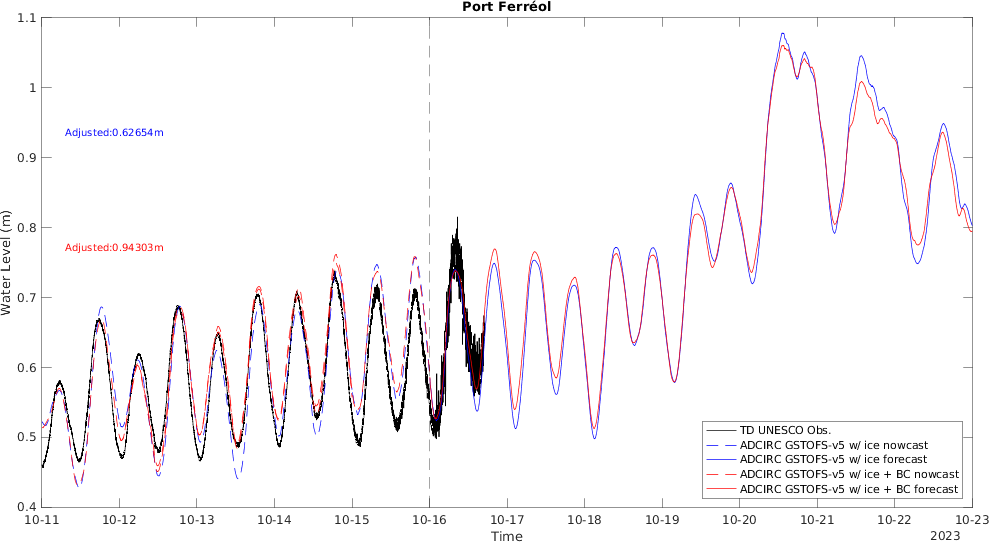 Port Ferréol
1.1
1
0.9
0.8
0.7
0.6
0.5
0.4
Water Level (m)
Adjusted:0.62654m
Adjusted:0.94303m
TD UNESCO Obs.
ADCIRC GSTOFS-v5 w/ ice nowcast
ADCIRC GSTOFS-v5 w/ ice forecast
ADCIRC GSTOFS-v5 w/ ice + BC nowcast
ADCIRC GSTOFS-v5 w/ ice + BC forecast
10-11 10-12 10-13 10-14 10-15 10-16 10-17 10-18 10-19 10-20 10-21 10-22 10-23
Time
2023